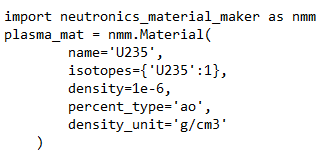 import neutronics_material_maker as nmm
plasma_mat = nmm.Material(
        name='U235',
        isotopes={'U235':1},
        density=1e-6,
        percent_type='ao',
        density_unit='g/cm3'
    )